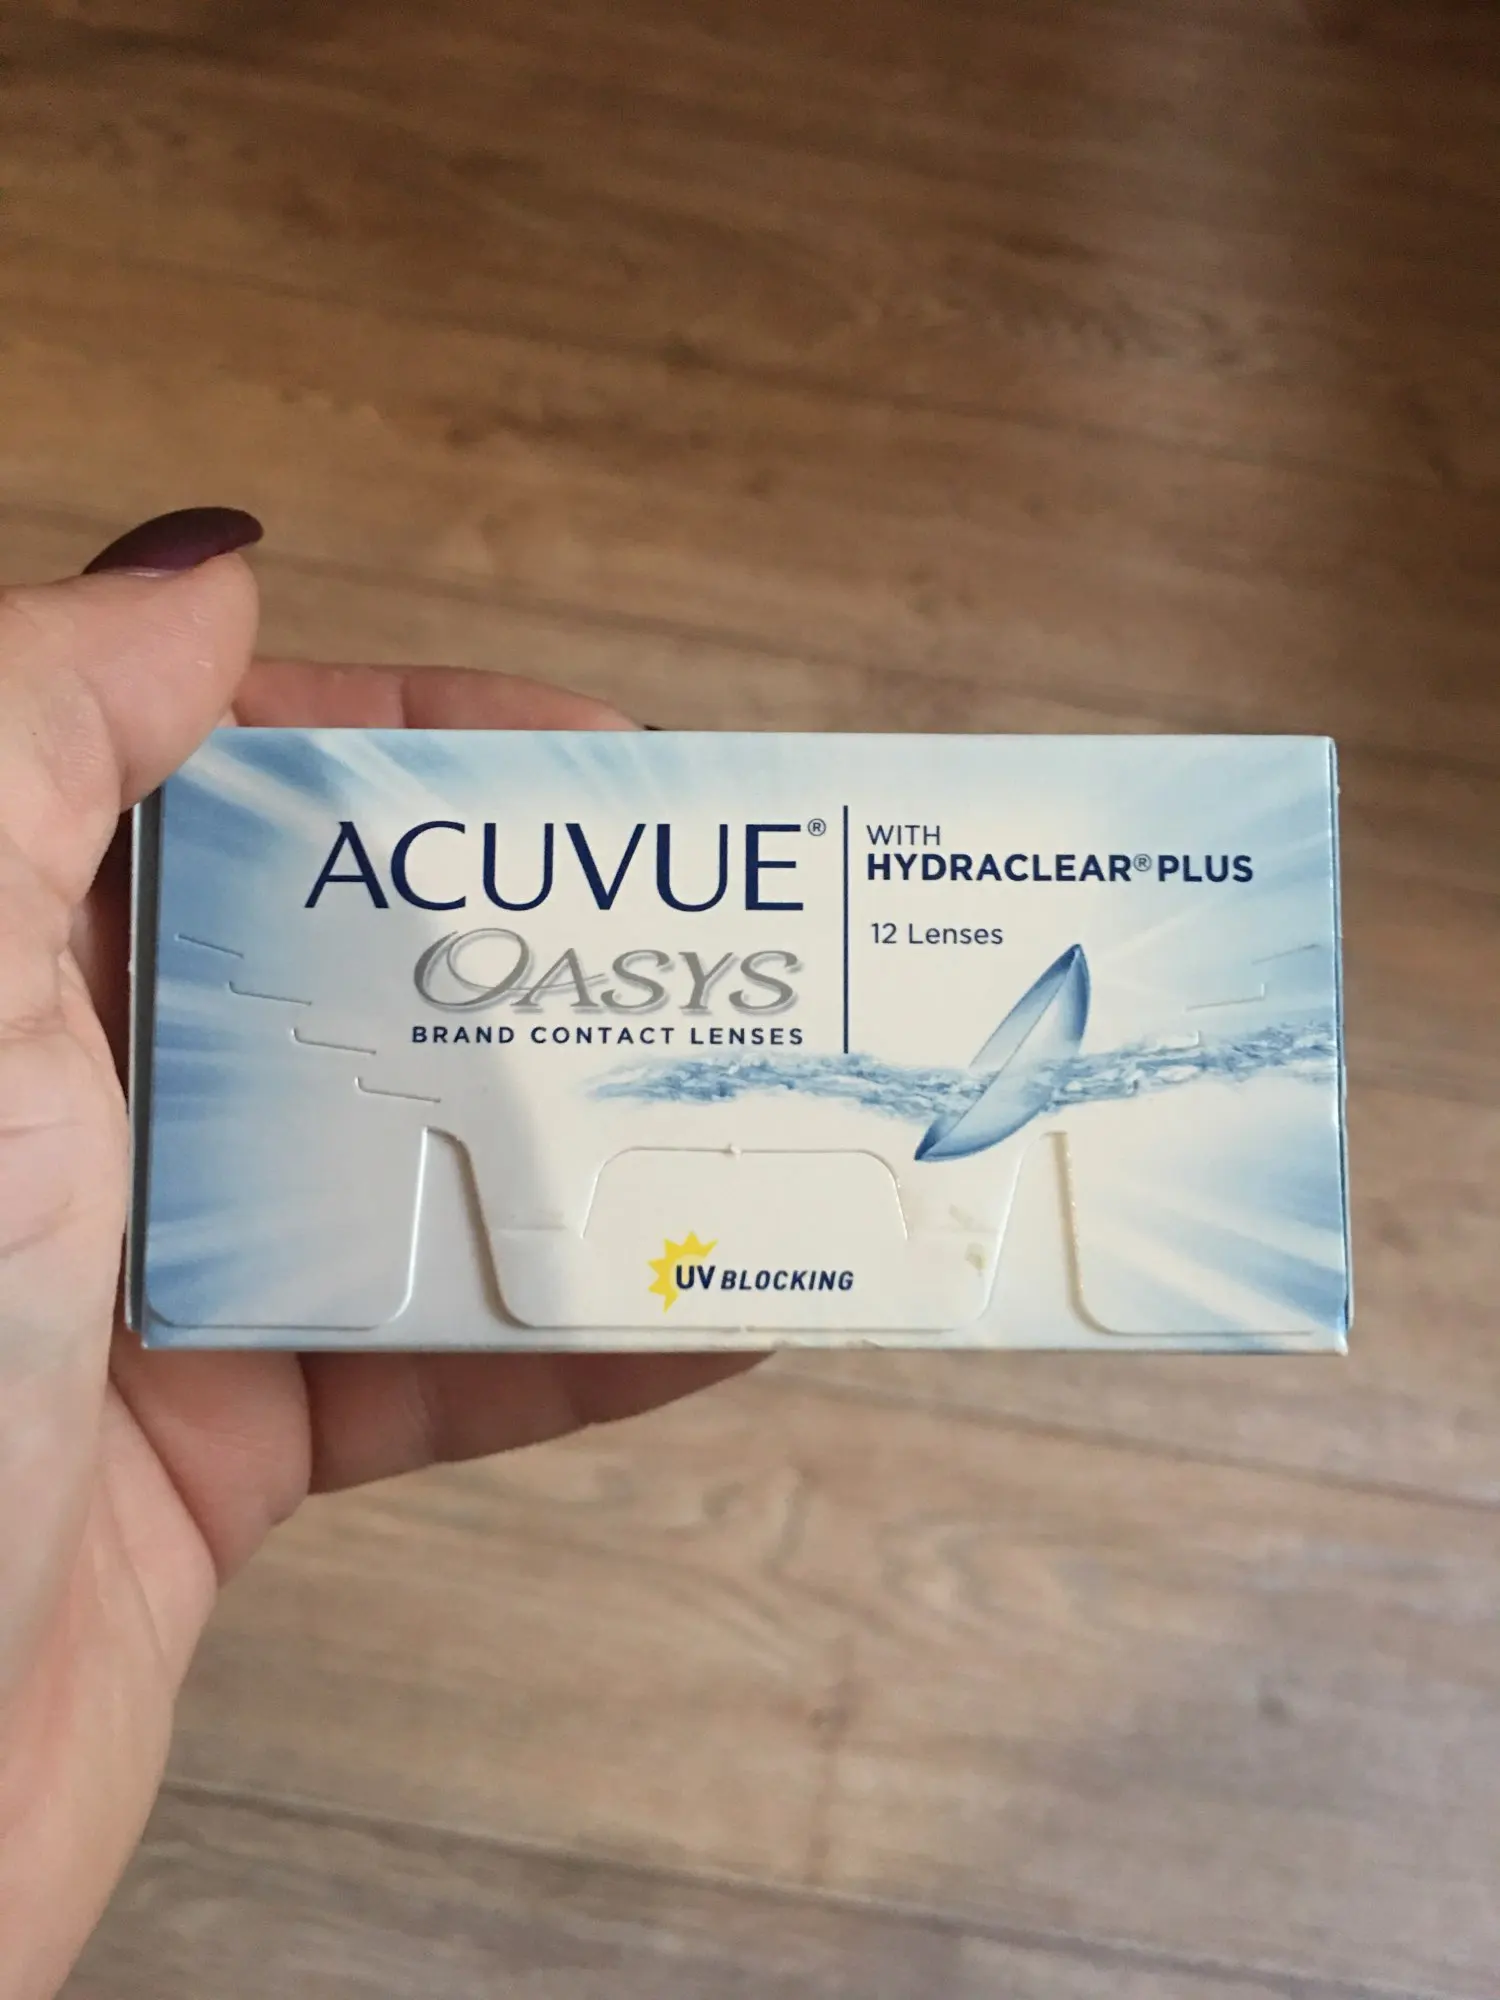 ACUVUE®
OASYS
BRAND CONTACT LENSES
WITH
HYDRACLEAR® PLUS
12 Lenses
UV BLOCKING